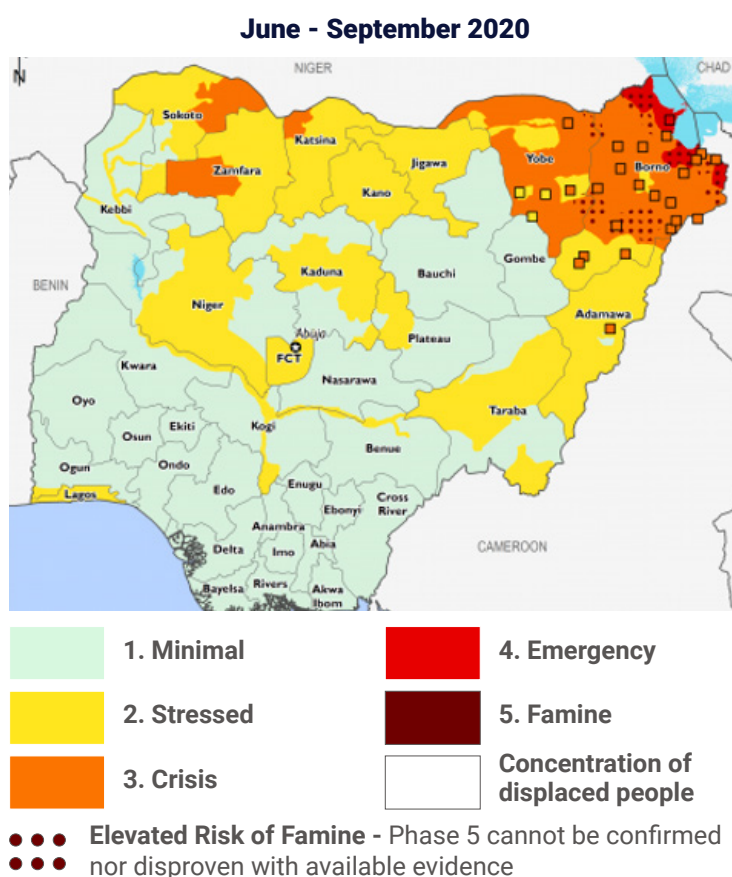 June - September 2020
N
NIGER
CHAD
Sokoto
Katsina
Jigawa
Yobe
Borno
Zamfara
Kano
Kebbi
Gombe
Kaduna
Bauchi
BENIN
Niger
Adamawa
Abuja
FCT
Plateau
Kwara
Nasarawa
Oyo
Taraba
Ekiti
Kogi
Osun
Benue
Ogun
Ondo
Lagos
Edo
Enugu
Cross
River
Ebonyi
Anambra
Delta
Imo
Abia
CAMEROON
Bayelsa
Rivers
Akwa
Ibom
1. Minimal
4. Emergency
2. Stressed
5. Famine
3. Crisis
Concentration of
displaced people
Elevated Risk of Famine - Phase 5 cannot be confirmed
nor disproven with available evidence